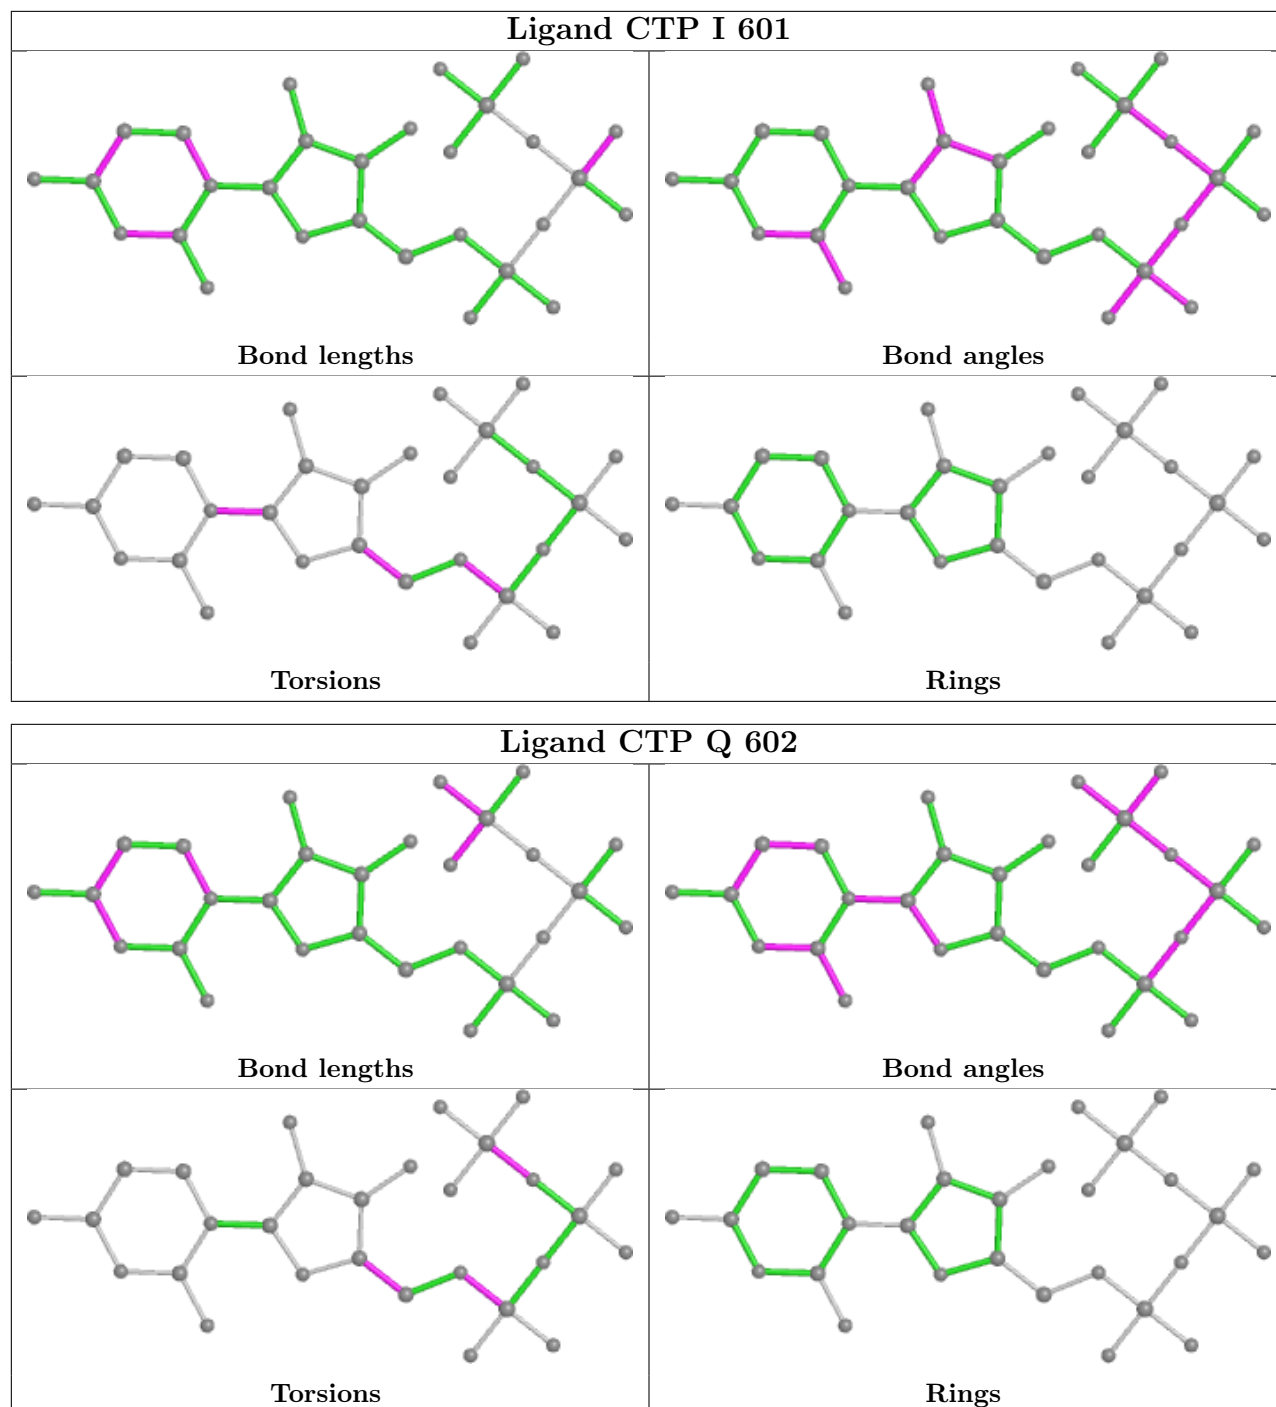 Ligand CTP I 601
Bond lengths
Bond angles
Torsions
Rings
Ligand CTP Q 602
Bond lengths
Bond angles
Torsions
Rings